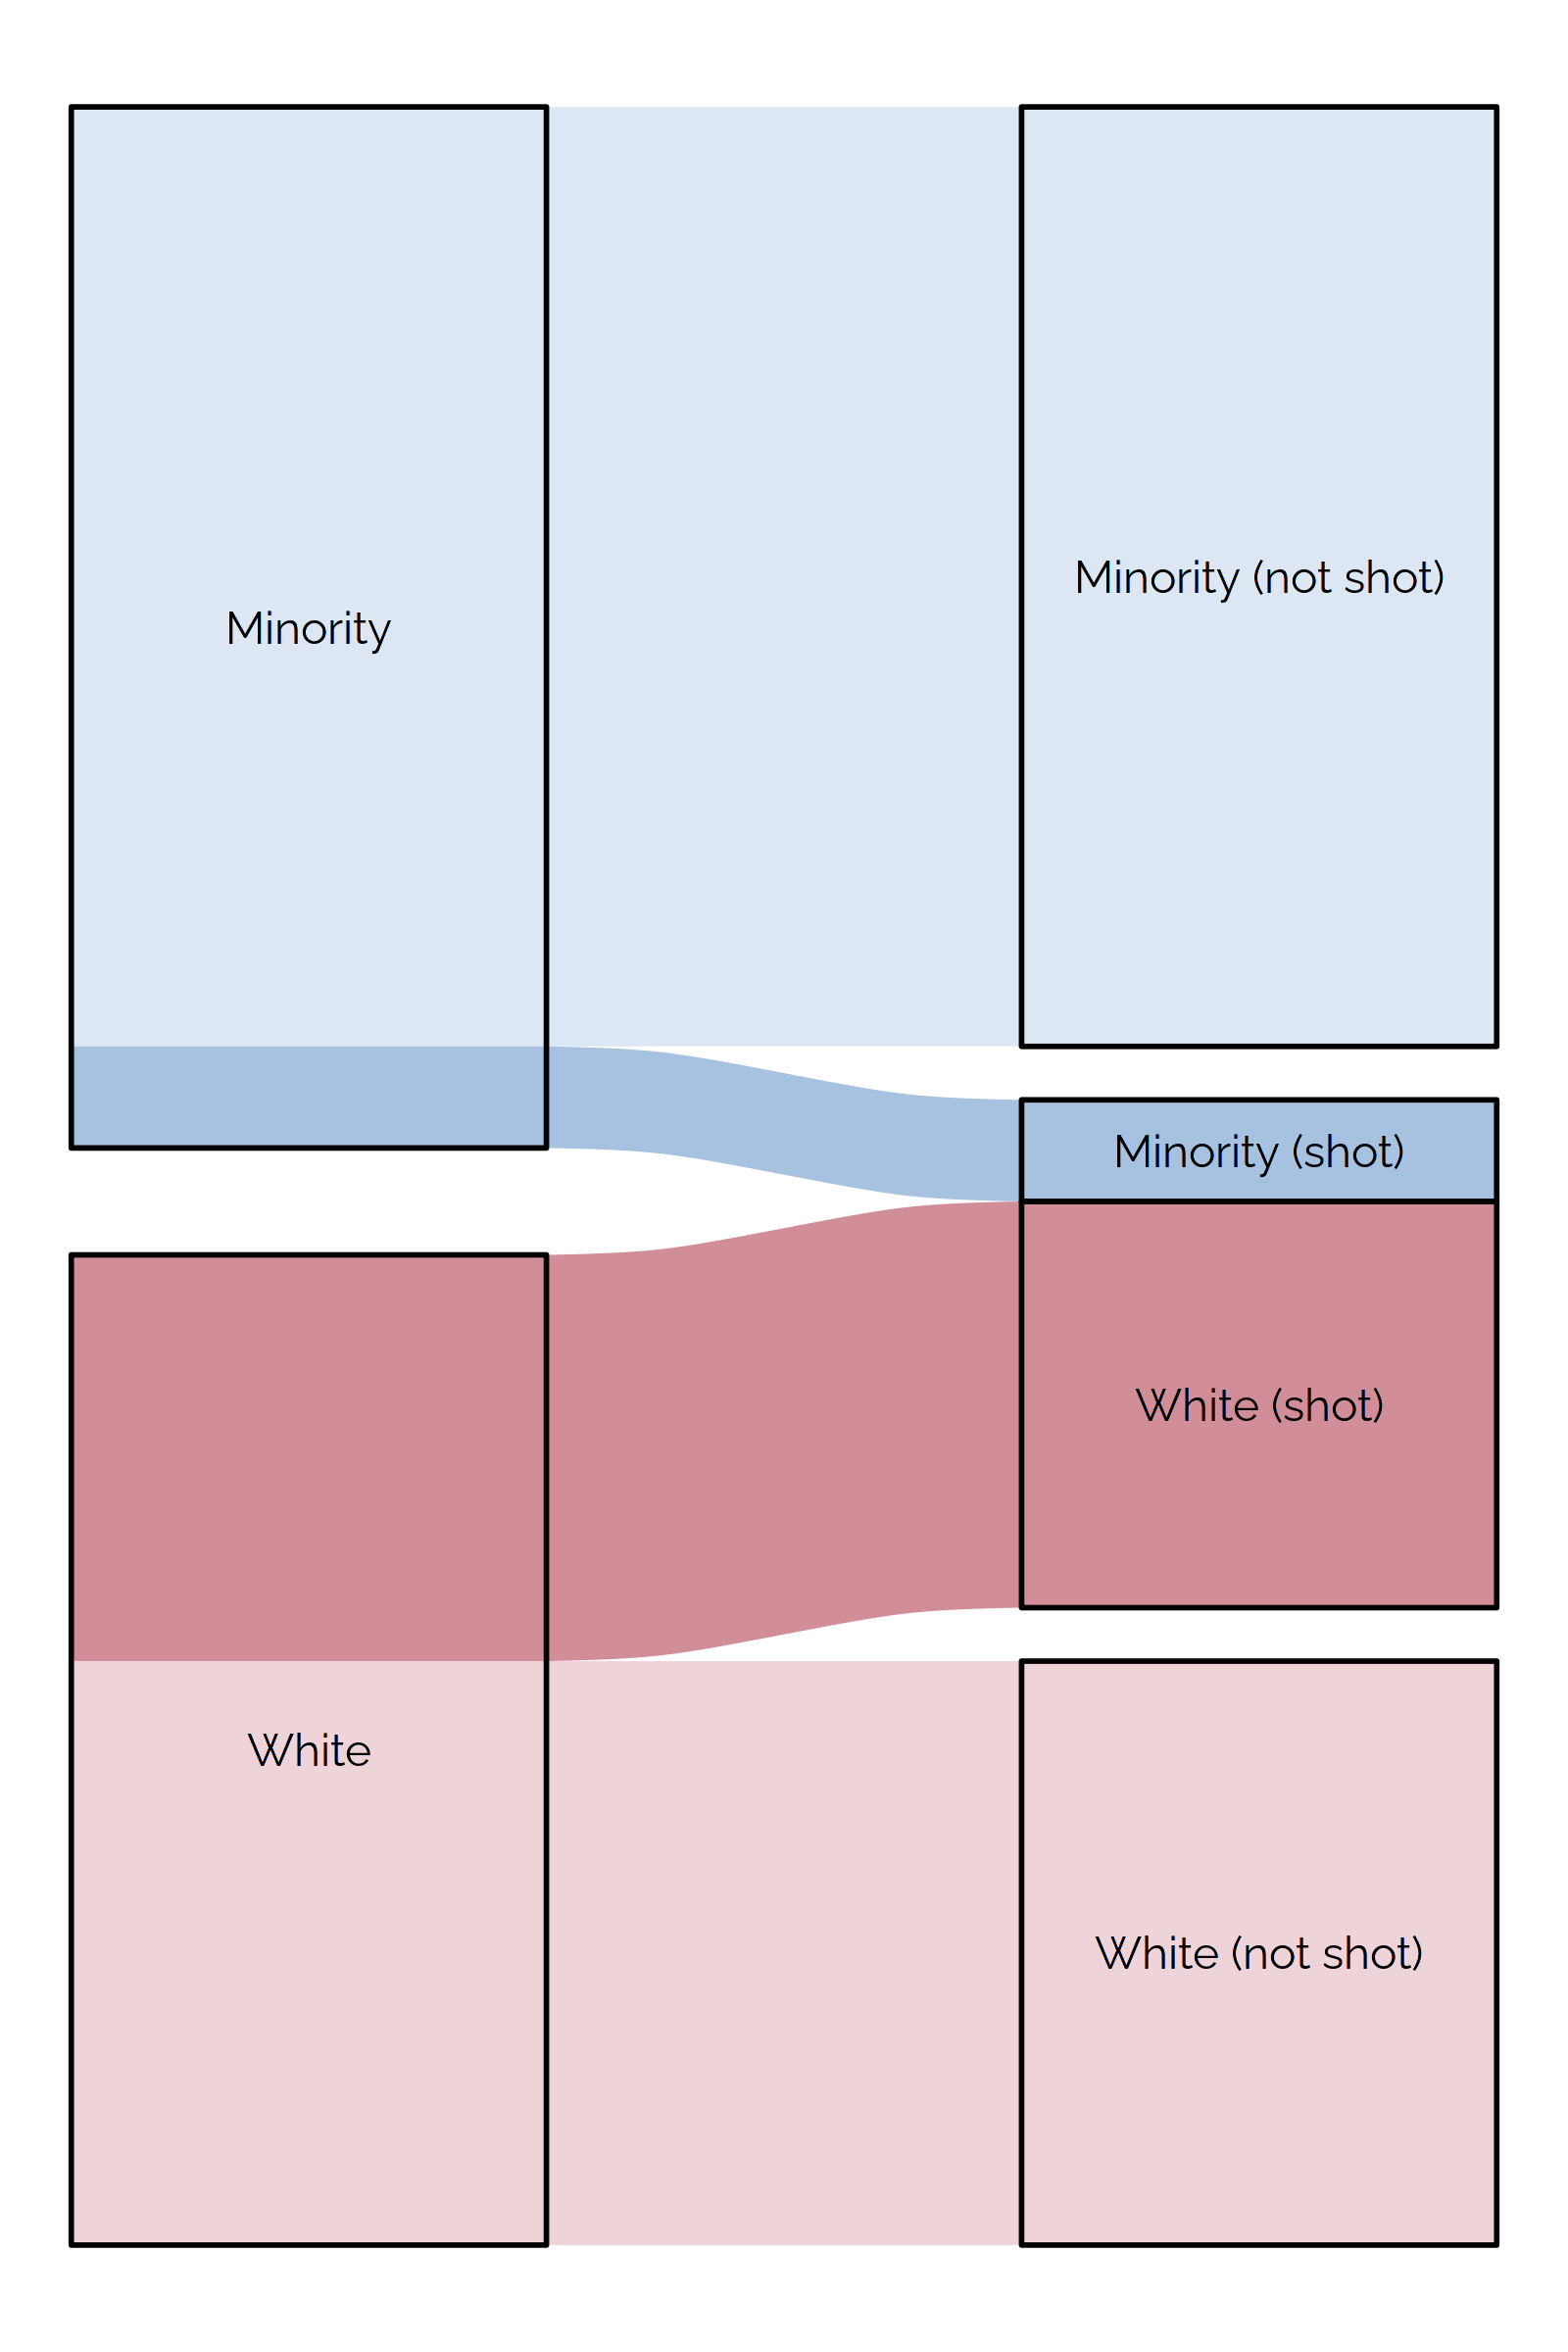 Minority (not shot)
Minority
Minority (shot)
White (shot)
White
White (not shot)